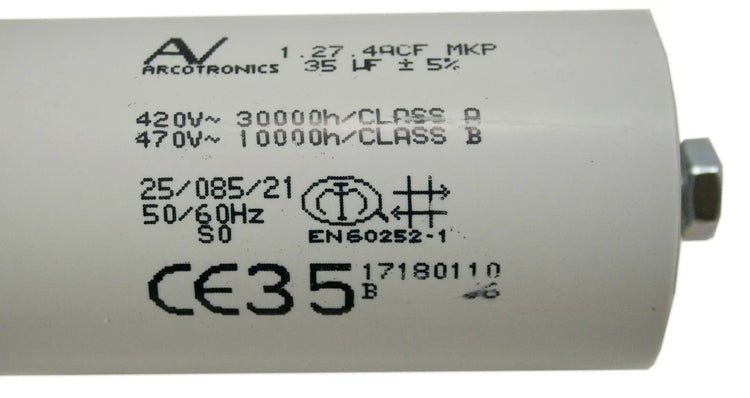 AV 1.27.4ACF MKP
ARCOTRONICS 35 µF ± 5%
420V~ 30000h/CLASS A
470V~ 10000h/CLASS B
25/085/21
50/60Hz
S0 EN60252-1
CE35 17180110
B